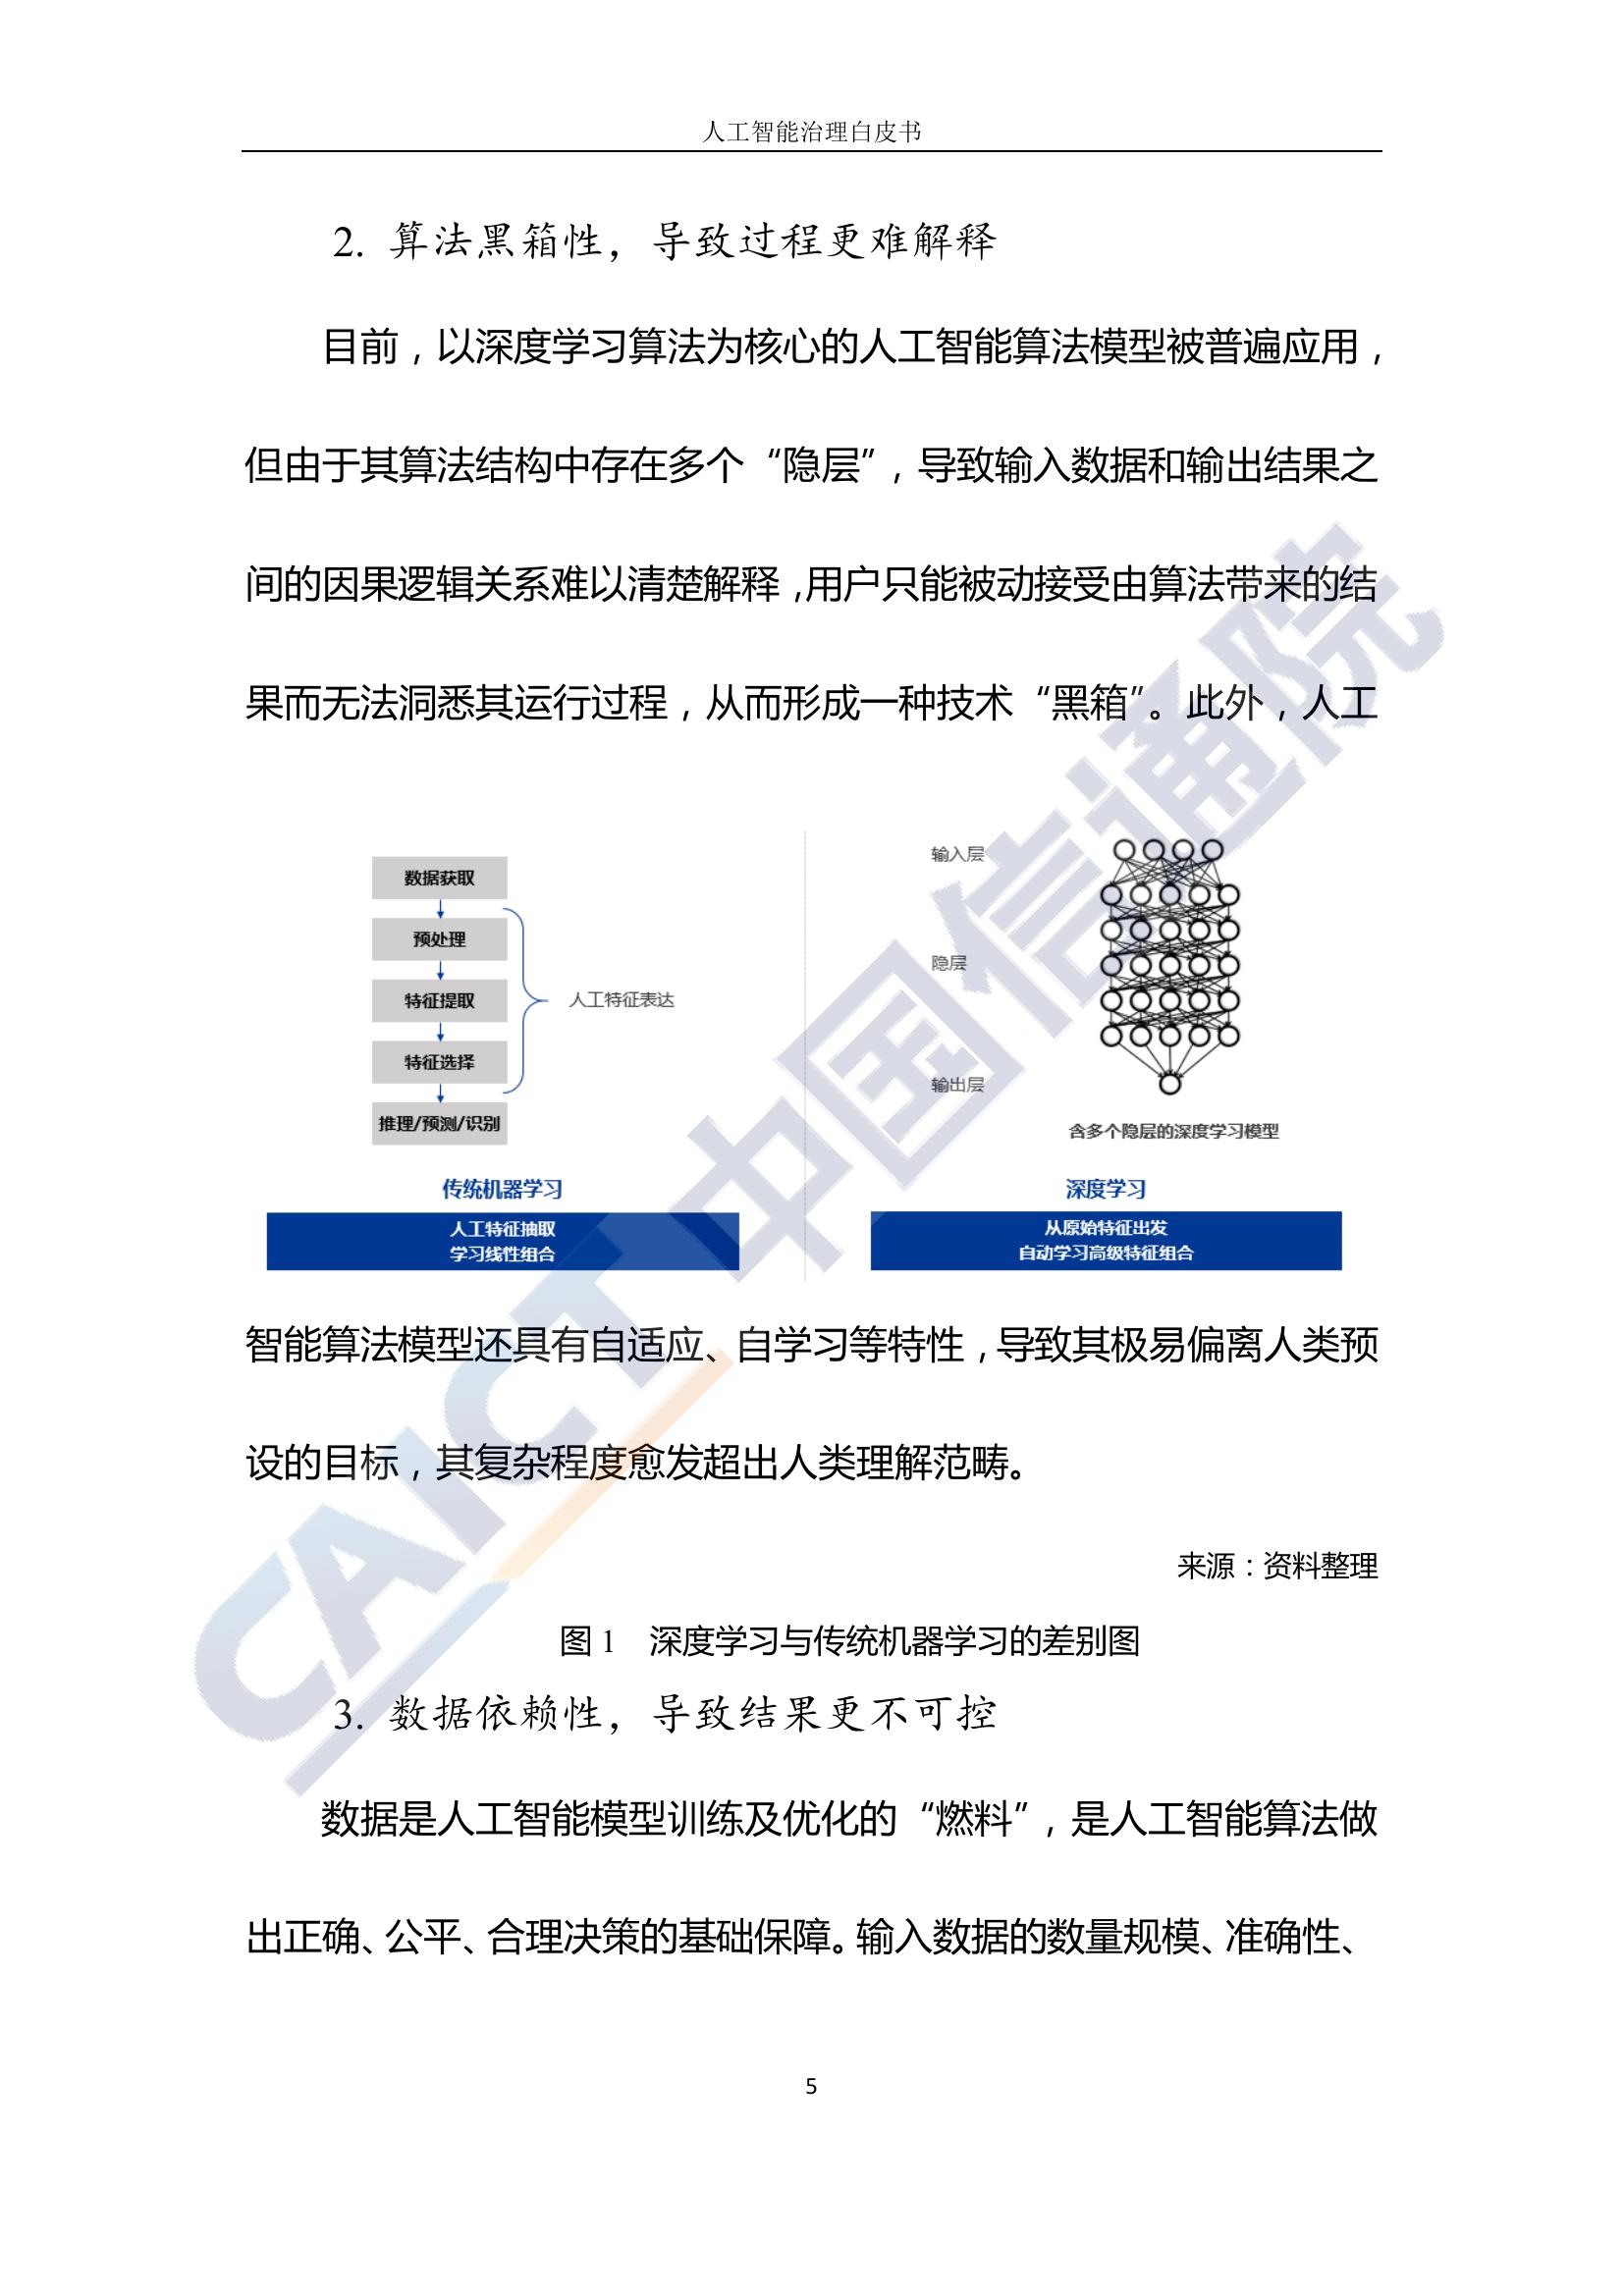 人工智能治理白皮书
2. 算法黑箱性，导致过程更难解释
目前，以深度学习算法为核心的人工智能算法模型被普遍应用，
但由于其算法结构中存在多个“隐层”，导致输入数据和输出结果之
间的因果逻辑关系难以清楚解释，用户只能被动接受由算法带来的结
果而无法洞悉其运行过程，从而形成一种技术“黑箱”。此外，人工
数据获取
预处理
特征提取
特征选择
推理/预测/识别
人工特征表达
传统机器学习
人工特征抽取
学习线性组合
输入层
隐层
输出层
含多个隐层的深度学习模型
深度学习
从原始特征出发
自动学习高级特征组合
智能算法模型还具有自适应、自学习等特性，导致其极易偏离人类预
设的目标，其复杂程度愈发超出人类理解范畴。
来源：资料整理
图 1 深度学习与传统机器学习的差别图
3. 数据依赖性，导致结果更不可控
数据是人工智能模型训练及优化的“燃料”，是人工智能算法做
出正确、公平、合理决策的基础保障。输入数据的数量规模、准确性、
5
CAICT 中国信通院